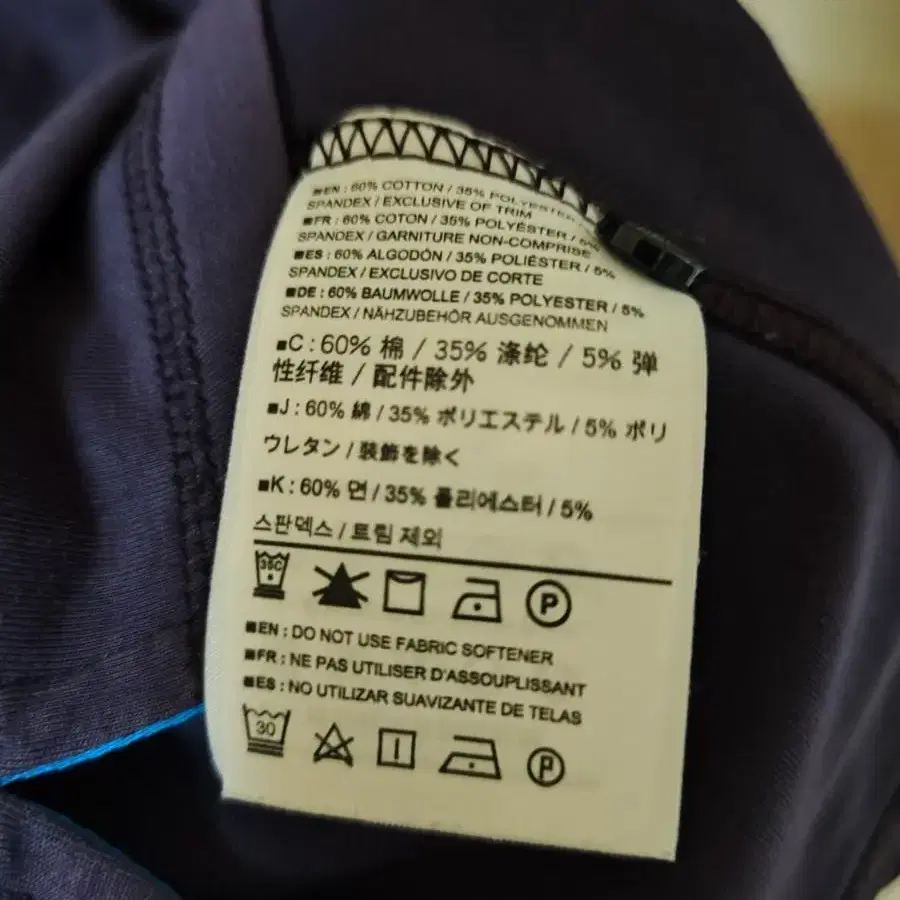 ■EN : 60% COTTON / 35% POLYESTER /
SPANDEX / EXCLUSIVE OF TRIM
■FR : 60% COTON / 35% POLYÉSTER / 5%
SPANDEX / GARNITURE NON-COMPRISE
■ES : 60% ALGODÓN / 35% POLIÉSTER / 5%
SPANDEX / EXCLUSIVO DE CORTE
■DE : 60% BAUMWOLLE / 35% POLYESTER / 5%
SPANDEX / NÄHZUBEHÖR AUSGENOMMEN
■C : 60% 棉 / 35% 涤纶 / 5% 弹
性纤维 / 配件除外
■J : 60% 綿 / 35% ポリエステル / 5% ポリ
ウレタン / 装飾を除く
■K : 60% 면 / 35% 폴리에스터 / 5%
스판덱스 / 트림 제외
35C P
■EN : DO NOT USE FABRIC SOFTENER
■FR : NE PAS UTILISER D'ASSOUPLISSANT
■ES : NO UTILIZAR SUAVIZANTE DE TELAS
30 P